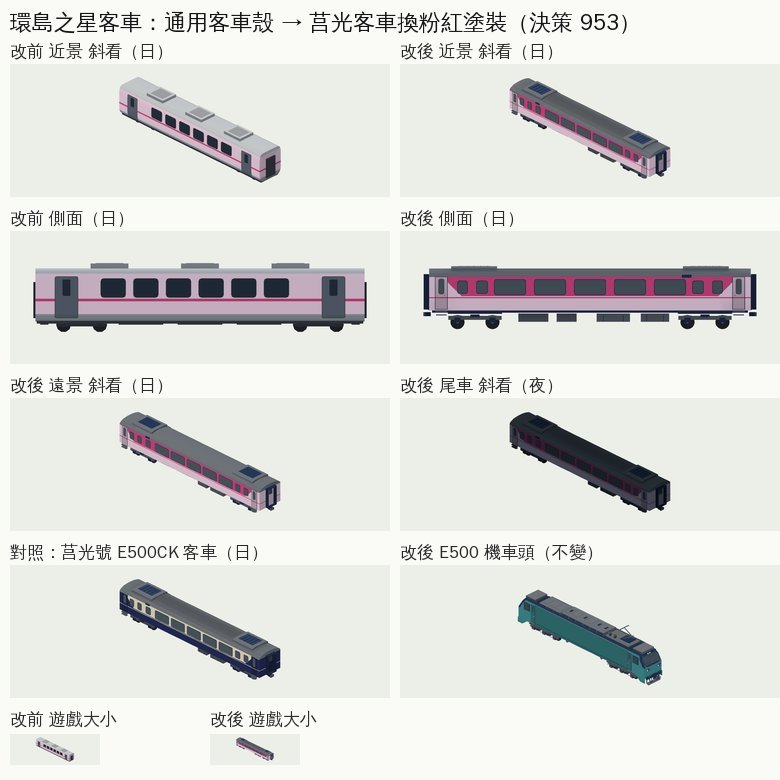 環島之星客車：通用客車殼 → 莒光客車換粉紅塗裝（決策 953）
改前 近景 斜看（日）
改後 近景 斜看（日）
改前 側面（日）
改後 側面（日）
改後 遠景 斜看（日）
改後 尾車 斜看（夜）
對照：莒光號 E500CK 客車（日）
改後 E500 機車頭（不變）
改前 遊戲大小
改後 遊戲大小